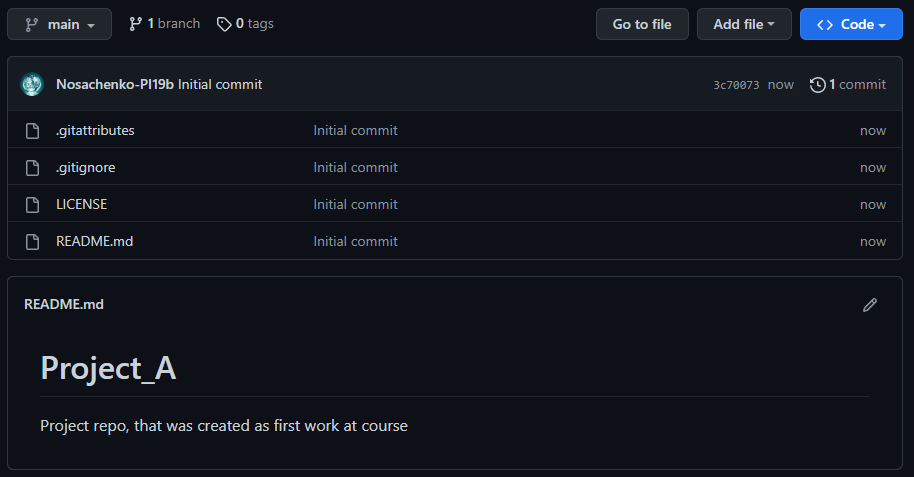 main 1 branch 0 tags Go to file Add file Code
Nosachenko-PI19b Initial commit 3c70073 now 1 commit
.gitattributes Initial commit now
.gitignore Initial commit now
LICENSE Initial commit now
README.md Initial commit now
README.md
Project_A
Project repo, that was created as first work at course